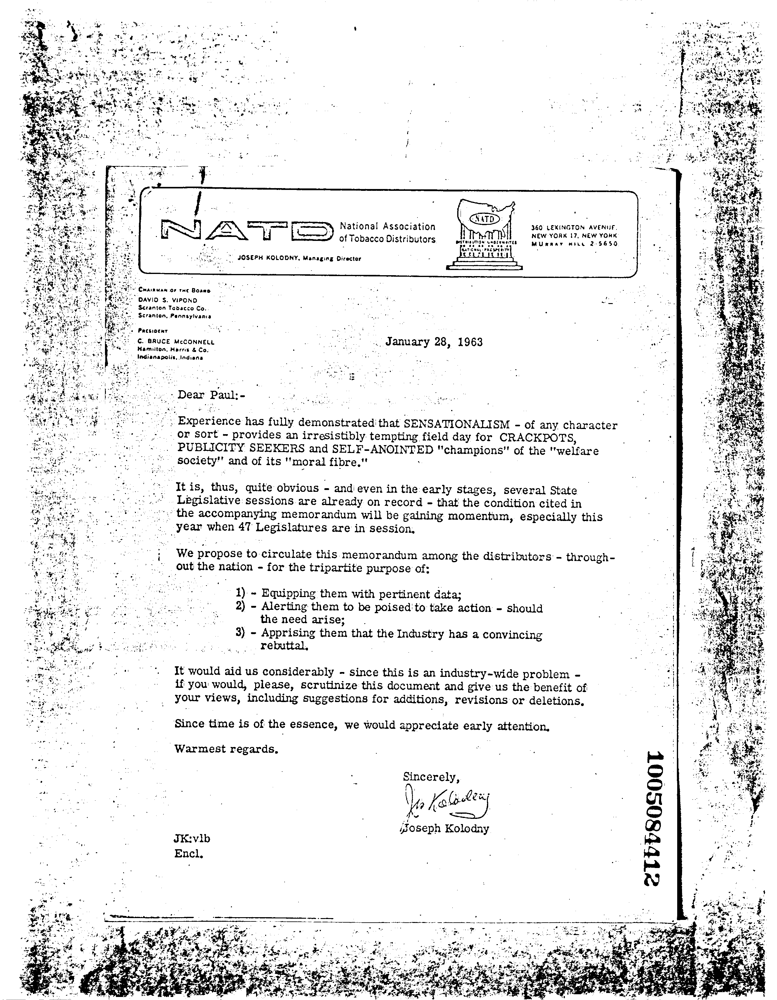 NATD
National Association
of Tobacco Distributors
JOSEPH KOLODNY, Managing Director
NATD
DISTRIBUTION UNDERWRITES
NATIONAL PROSPERITY
360 LEXINGTON AVENUE
NEW YORK 17, NEW YORK
MURRAY HILL 2-5650
CHAIRMAN OF THE BOARD
DAVID S. VIPOND
Scranton Tobacco Co.
Scranton, Pennsylvania
PRESIDENT
C. BRUCE McCONNELL
Hamilton, Harris & Co.
Indianapolis, Indiana
January 28, 1963
Dear Paul:-
Experience has fully demonstrated that SENSATIONALISM - of any character
or sort - provides an irresistibly tempting field day for CRACKPOTS,
PUBLICITY SEEKERS and SELF-ANOINTED "champions" of the "welfare
society" and of its "moral fibre."
It is, thus, quite obvious - and even in the early stages, several State
Legislative sessions are already on record - that the condition cited in
the accompanying memorandum will be gaining momentum, especially this
year when 47 Legislatures are in session.
We propose to circulate this memorandum among the distributors - through-
out the nation - for the tripartite purpose of:
1) - Equipping them with pertinent data;
2) - Alerting them to be poised to take action - should
the need arise;
3) - Apprising them that the Industry has a convincing
rebuttal.
It would aid us considerably - since this is an industry-wide problem -
if you would, please, scrutinize this document and give us the benefit of
your views, including suggestions for additions, revisions or deletions.
Since time is of the essence, we would appreciate early attention.
Warmest regards.
Sincerely,
Joe Kolodny
Joseph Kolodny
JK:vlb
Encl.
1005084412